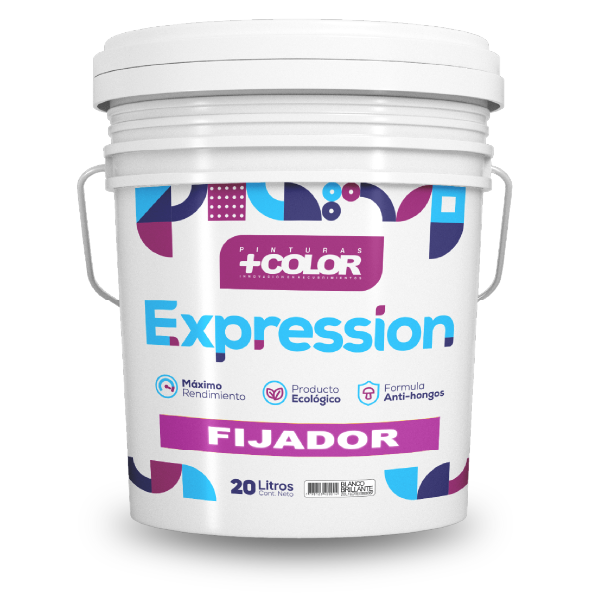 PINTURAS
+COLOR
Expression
Máximo
Rendimiento
Producto
Ecológico
Formula
Anti-hongos
FIJADOR
20 Litros
Cont. Neto
BLANCO
BRILLANTE